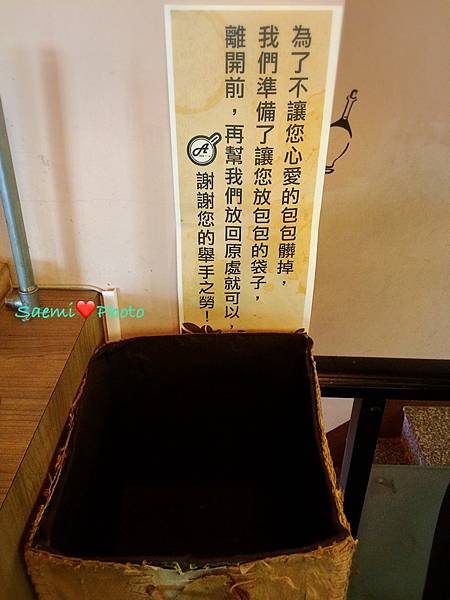 為了不讓您心愛的包包髒掉，
我們準備了讓您放包包的袋子，
離開前，再幫我們放回原處就可以，
謝謝您的舉手之勞！
A
Saemi❤Photo